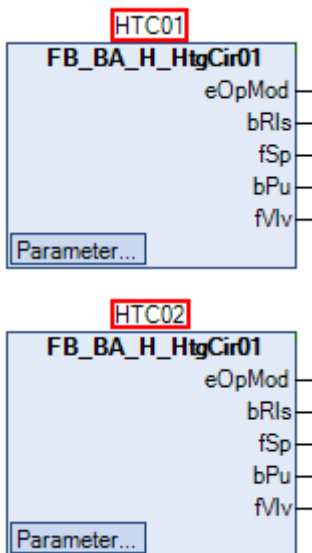 HTC01
FB_BA_H_HtgCir01
eOpMod
bRls
fSp
bPu
fVlv
Parameter...
HTC02
FB_BA_H_HtgCir01
eOpMod
bRls
fSp
bPu
fVlv
Parameter...